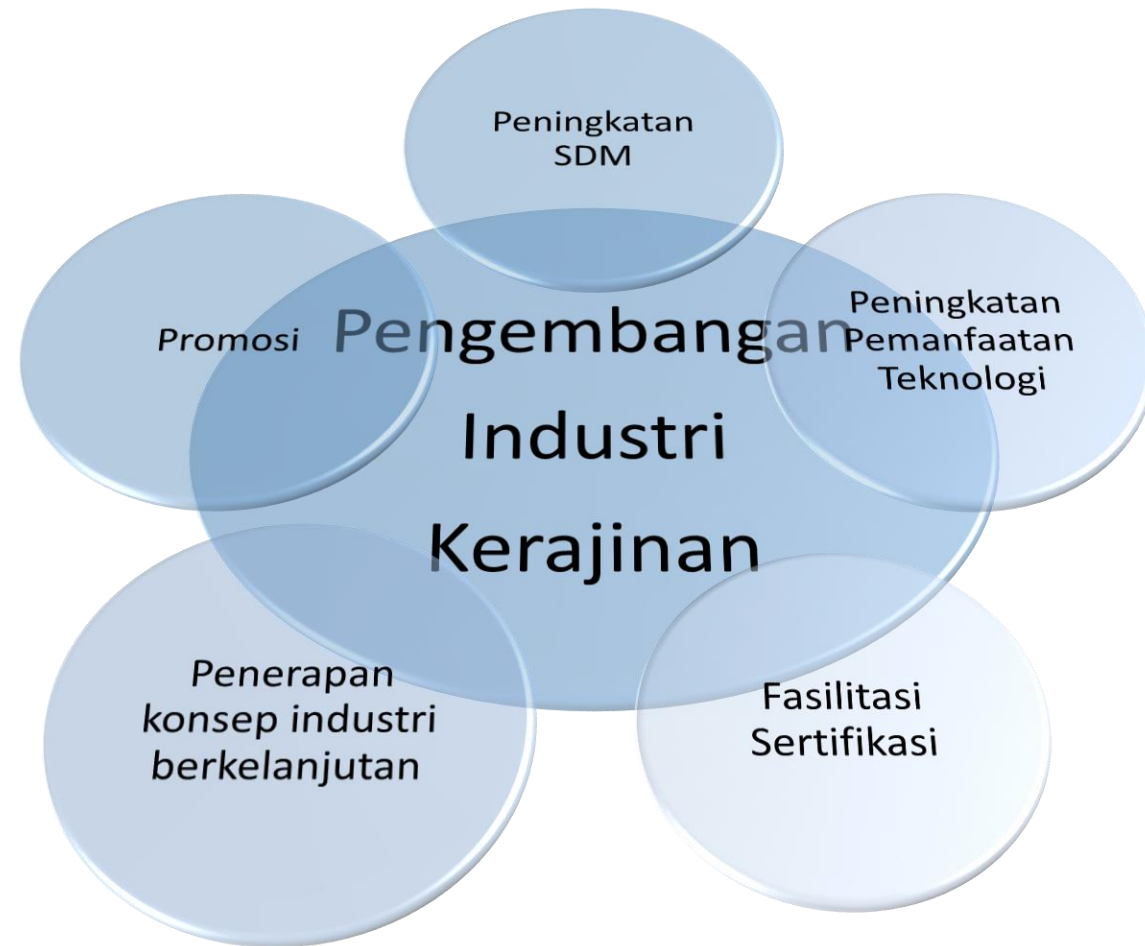 Peningkatan
SDM
Peningkatan
Pemanfaatan
Teknologi
Promosi
Pengembangan
Industri
Kerajinan
Penerapan
konsep industri
berkelanjutan
Fasilitasi
Sertifikasi